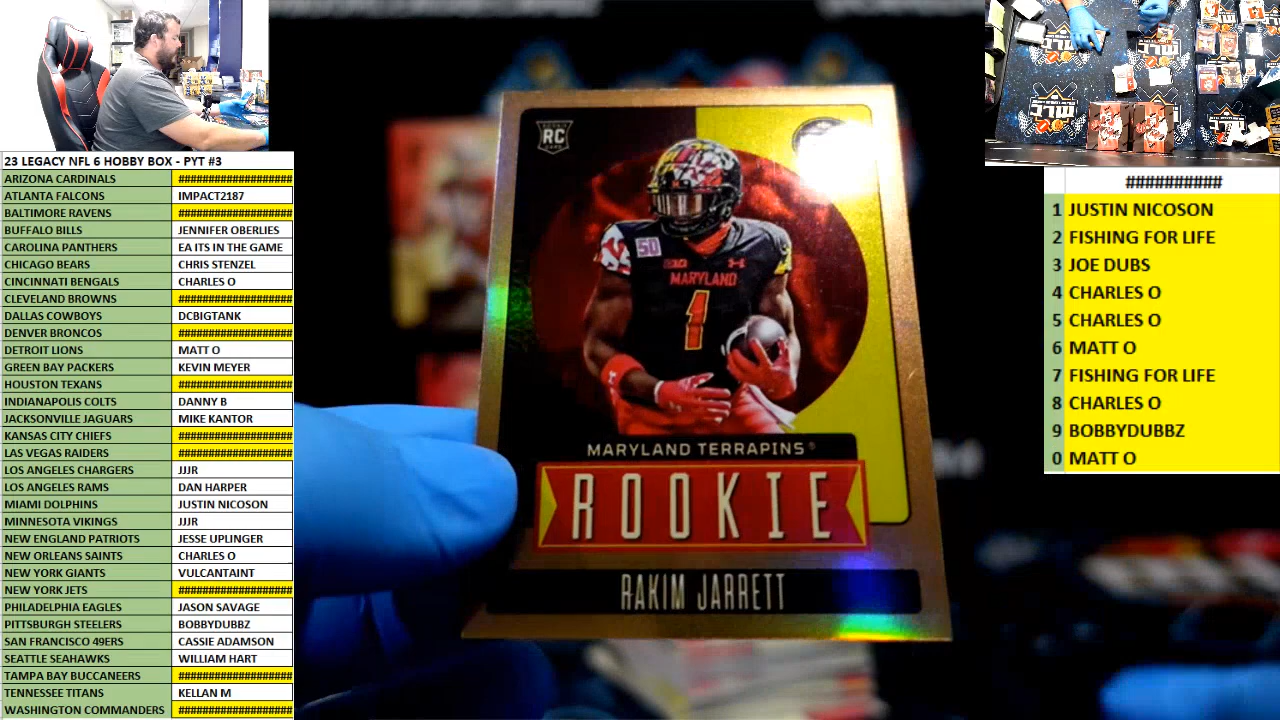 23 LEGACY NFL 6 HOBBY BOX - PYT #3
ARIZONA CARDINALS ##################
ATLANTA FALCONS IMPACT2187
BALTIMORE RAVENS ##################
BUFFALO BILLS JENNIFER OBERLIES
CAROLINA PANTHERS EA ITS IN THE GAME
CHICAGO BEARS CHRIS STENZEL
CINCINNATI BENGALS CHARLES O
CLEVELAND BROWNS ##################
DALLAS COWBOYS DCBIGTANK
DENVER BRONCOS ##################
DETROIT LIONS MATT O
GREEN BAY PACKERS KEVIN MEYER
HOUSTON TEXANS ##################
INDIANAPOLIS COLTS DANNY B
JACKSONVILLE JAGUARS MIKE KANTOR
KANSAS CITY CHIEFS ##################
LAS VEGAS RAIDERS ##################
LOS ANGELES CHARGERS JJJR
LOS ANGELES RAMS DAN HARPER
MIAMI DOLPHINS JUSTIN NICOSON
MINNESOTA VIKINGS JJJR
NEW ENGLAND PATRIOTS JESSE UPLINGER
NEW ORLEANS SAINTS CHARLES O
NEW YORK GIANTS VULCANTAINT
NEW YORK JETS ##################
PHILADELPHIA EAGLES JASON SAVAGE
PITTSBURGH STEELERS BOBBYDUBBZ
SAN FRANCISCO 49ERS CASSIE ADAMSON
SEATTLE SEAHAWKS WILLIAM HART
TAMPA BAY BUCCANEERS ##################
TENNESSEE TITANS KELLAN M
WASHINGTON COMMANDERS ##################
RC
50
MARYLAND
1
MARYLAND TERRAPINS
ROOKIE
RAKIM JARRETT
##########
1 JUSTIN NICOSON
2 FISHING FOR LIFE
3 JOE DUBS
4 CHARLES O
5 CHARLES O
6 MATT O
7 FISHING FOR LIFE
8 CHARLES O
9 BOBBYDUBBZ
0 MATT O